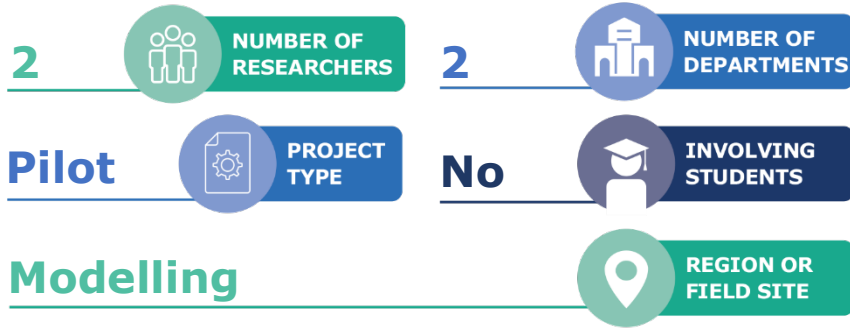 2
NUMBER OF
RESEARCHERS
2
NUMBER OF
DEPARTMENTS
Pilot
PROJECT
TYPE
No
INVOLVING
STUDENTS
Modelling
REGION OR
FIELD SITE